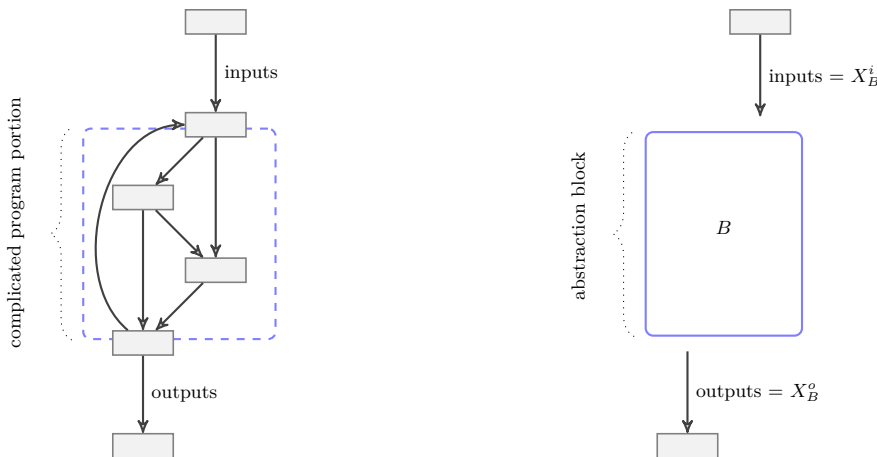 inputs
complicated program portion
outputs
inputs = $X_B^i$
abstraction block
$B$
outputs = $X_B^o$